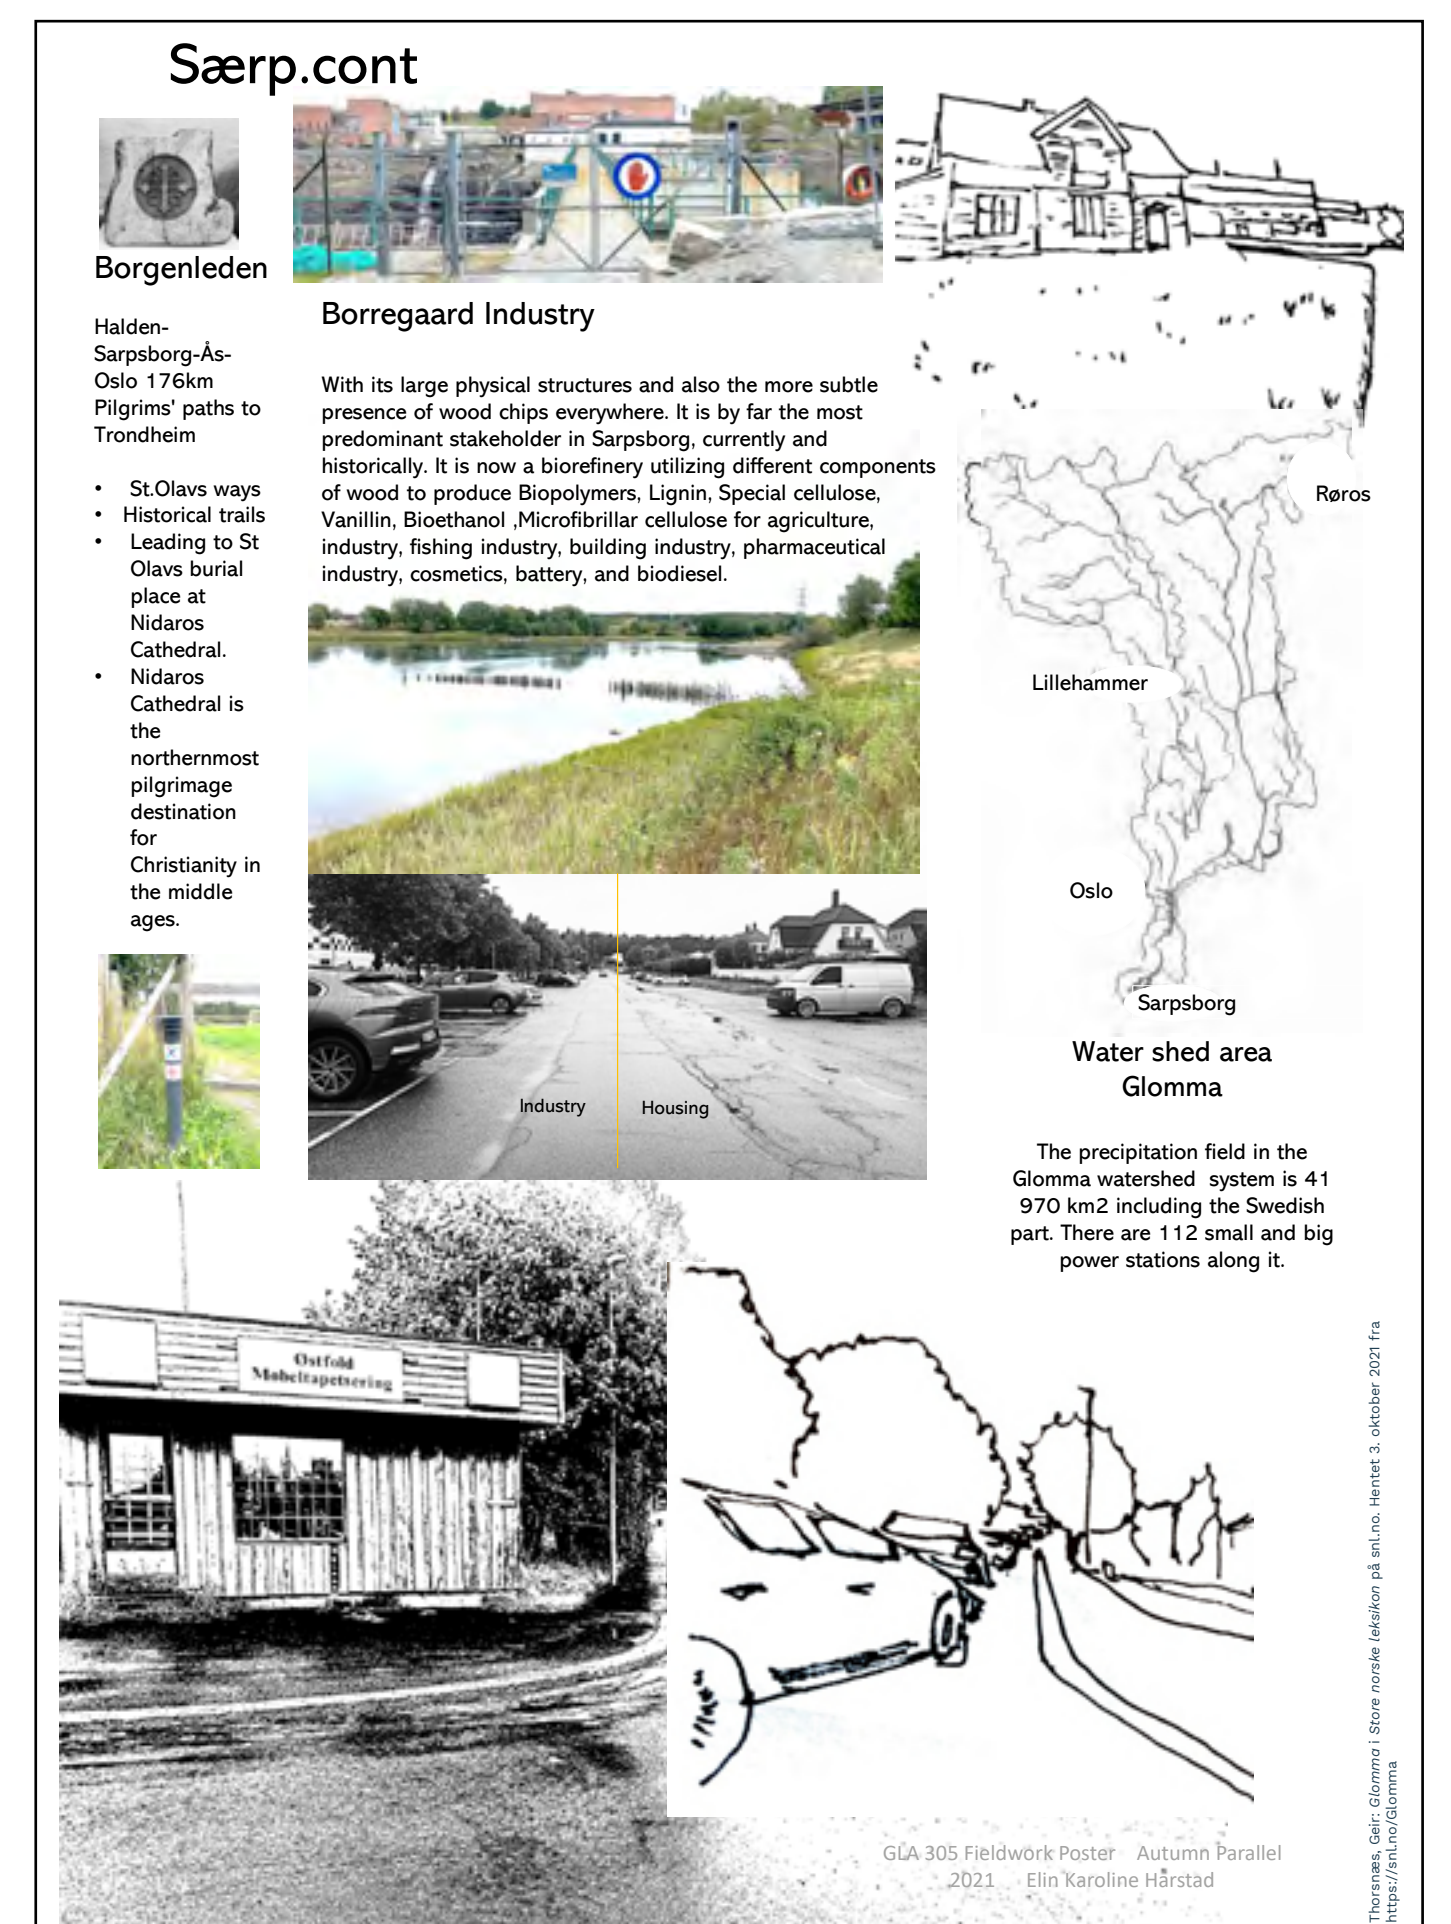 Særp.cont
Borgenleden
Halden-
Sarpsborg-Ås-
Oslo 176km
Pilgrims' paths to
Trondheim
• St.Olavs ways
• Historical trails
• Leading to St
Olavs burial
place at
Nidaros
Cathedral.
• Nidaros
Cathedral is
the
northernmost
pilgrimage
destination
for
Christianity in
the middle
ages.
Borregaard Industry
With its large physical structures and also the more subtle
presence of wood chips everywhere. It is by far the most
predominant stakeholder in Sarpsborg, currently and
historically. It is now a biorefinery utilizing different components
of wood to produce Biopolymers, Lignin, Special cellulose,
Vanillin, Bioethanol ,Microfibrillar cellulose for agriculture,
industry, fishing industry, building industry, pharmaceutical
industry, cosmetics, battery, and biodiesel.
Industry
Housing
Røros
Lillehammer
Oslo
Sarpsborg
Water shed area
Glomma
The precipitation field in the
Glomma watershed system is 41
970 km2 including the Swedish
part. There are 112 small and big
power stations along it.
Østfold
Møbeltapetsering
Thorsnæs, Geir: Glomma i Store norske leksikon på snl.no. Hentet 3. oktober 2021 fra
https://snl.no/Glomma
GLA 305 Fieldwork Poster Autumn Parallel
2021 Elin Karoline Hårstad